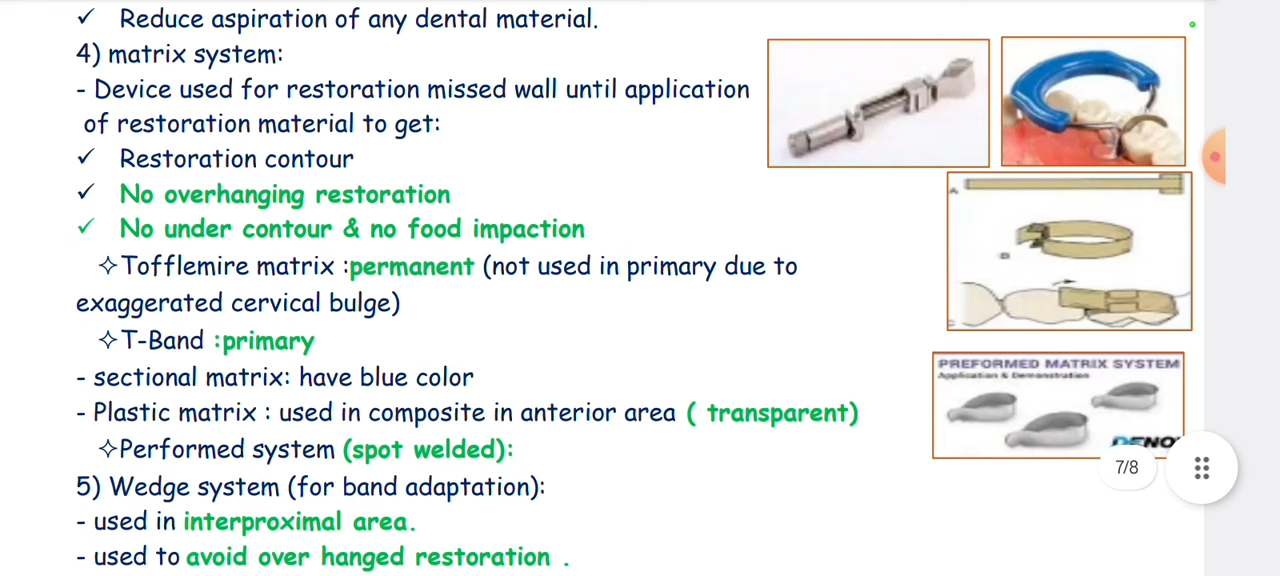 ✓ Reduce aspiration of any dental material.
4) matrix system:
- Device used for restoration missed wall until application
of restoration material to get:
✓ Restoration contour
✓ No overhanging restoration
✓ No under contour & no food impaction
✧Tofflemire matrix :permanent (not used in primary due to
exaggerated cervical bulge)
✧T-Band :primary
- sectional matrix: have blue color
- Plastic matrix : used in composite in anterior area ( transparent)
✧Performed system (spot welded):
5) Wedge system (for band adaptation):
- used in interproximal area.
- used to avoid over hanged restoration .
A
B
C
PREFORMED MATRIX SYSTEM
Application & Demonstration
DENO
7/8